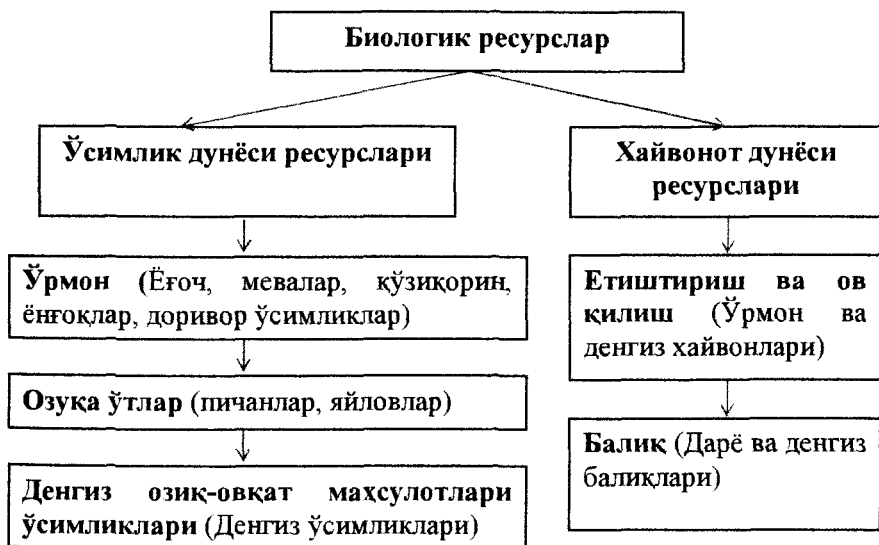 Биологик ресурслар
Ўсимлик дунёси ресурслари
Ўрмон (Ёғоч, мевалар, қўзиқорин,
ёнғоқлар, доривор ўсимликлар)
Озуқа ўтлар (пичанлар, яйловлар)
Денгиз озиқ-овқат махсулотлари
ўсимликлари (Денгиз ўсимликлари)
Хайвонот дунёси
ресурслари
Етиштириш ва ов
қилиш (Ўрмон ва
денгиз хайвонлари)
Балиқ (Дарё ва денгиз
балиқлари)